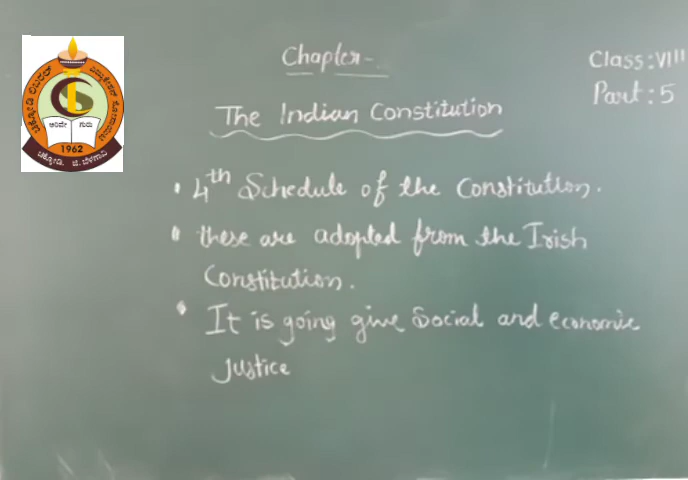 Chapter-
Class: VIII
Part: 5
The Indian Constitution
• 4th Schedule of the Constitution.
• these are adopted from the Irish
Constitution.
• It is going give Social and economic
justice
ಅರಿವೇ ಗುರು
1962